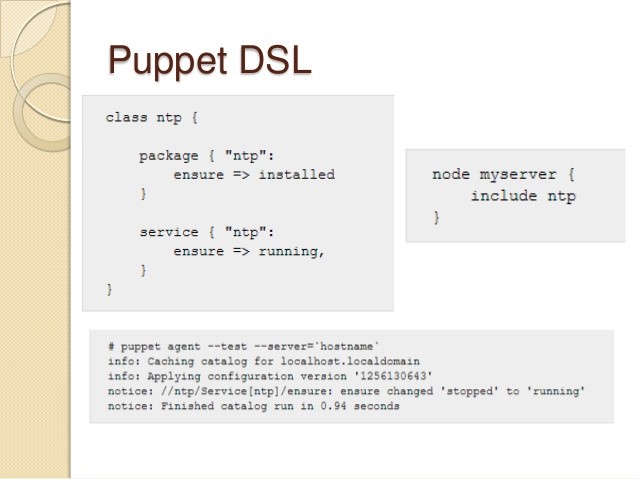 Puppet DSL
class ntp {
package { "ntp":
ensure => installed
}
service { "ntp":
ensure => running,
}
}
node myserver {
include ntp
}
# puppet agent --test --server=`hostname`
info: Caching catalog for localhost.localdomain
info: Applying configuration version '1256130643'
notice: //ntp/Service[ntp]/ensure: ensure changed 'stopped' to 'running'
notice: Finished catalog run in 0.94 seconds